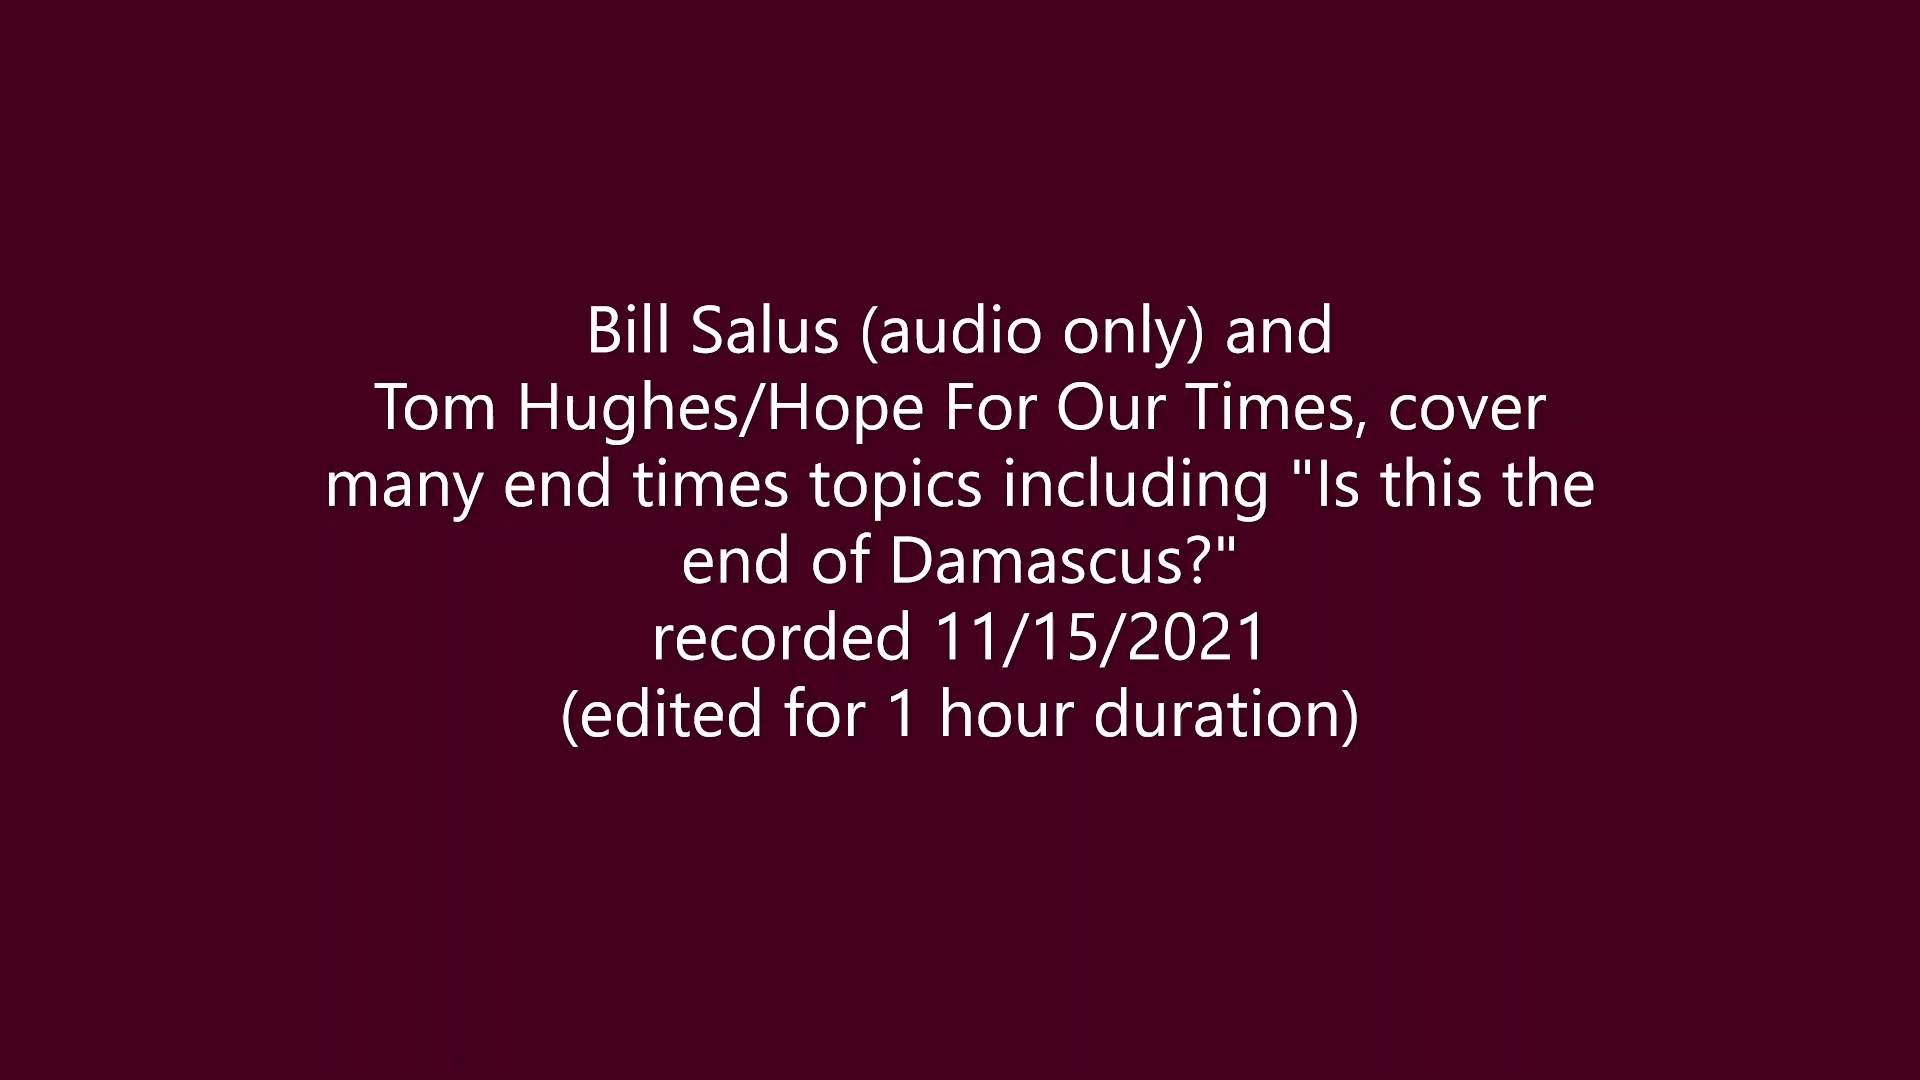 Bill Salus (audio only) and
Tom Hughes/Hope For Our Times, cover
many end times topics including "Is this the
end of Damascus?"
recorded 11/15/2021
(edited for 1 hour duration)